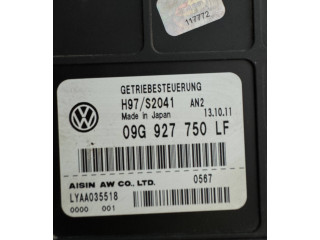 117772
GETRIEBESTEUERUNG
H97/S2041 AN2
Made in Japan 13.10.11
09G 927 750 LF
AISIN AW CO., LTD. 0567
LYAA035518
0000 001